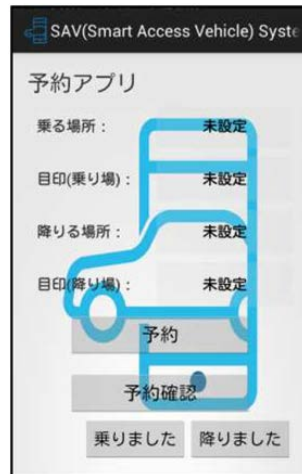 SAV(Smart Access Vehicle) Syste
予約アプリ
乗る場所： 未設定
目印(乗り場)： 未設定
降りる場所： 未設定
目印(降り場)： 未設定
予約
予約確認
乗りました 降りました